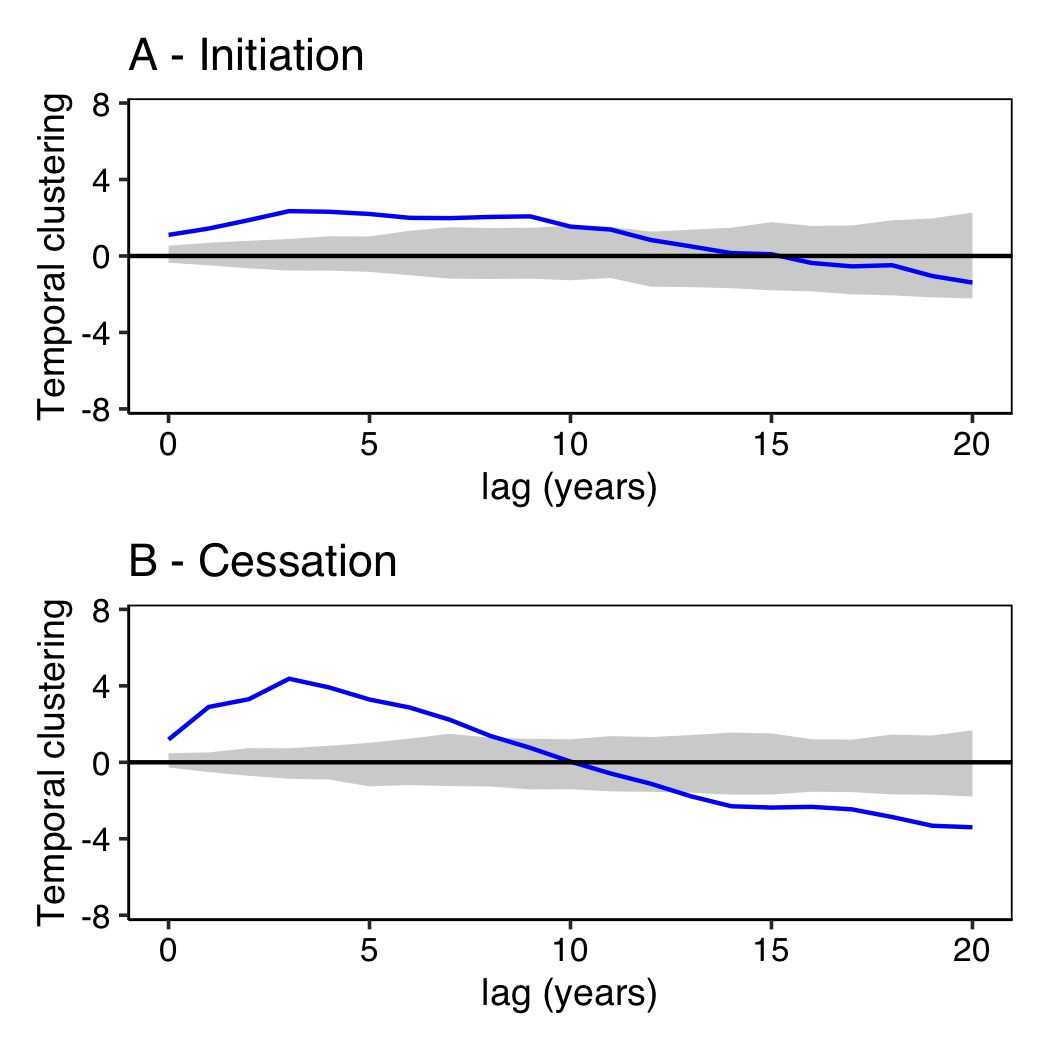 A - Initiation
Temporal clustering
8
4
0
-4
-8
0 5 10 15 20
lag (years)
B - Cessation
Temporal clustering
8
4
0
-4
-8
0 5 10 15 20
lag (years)